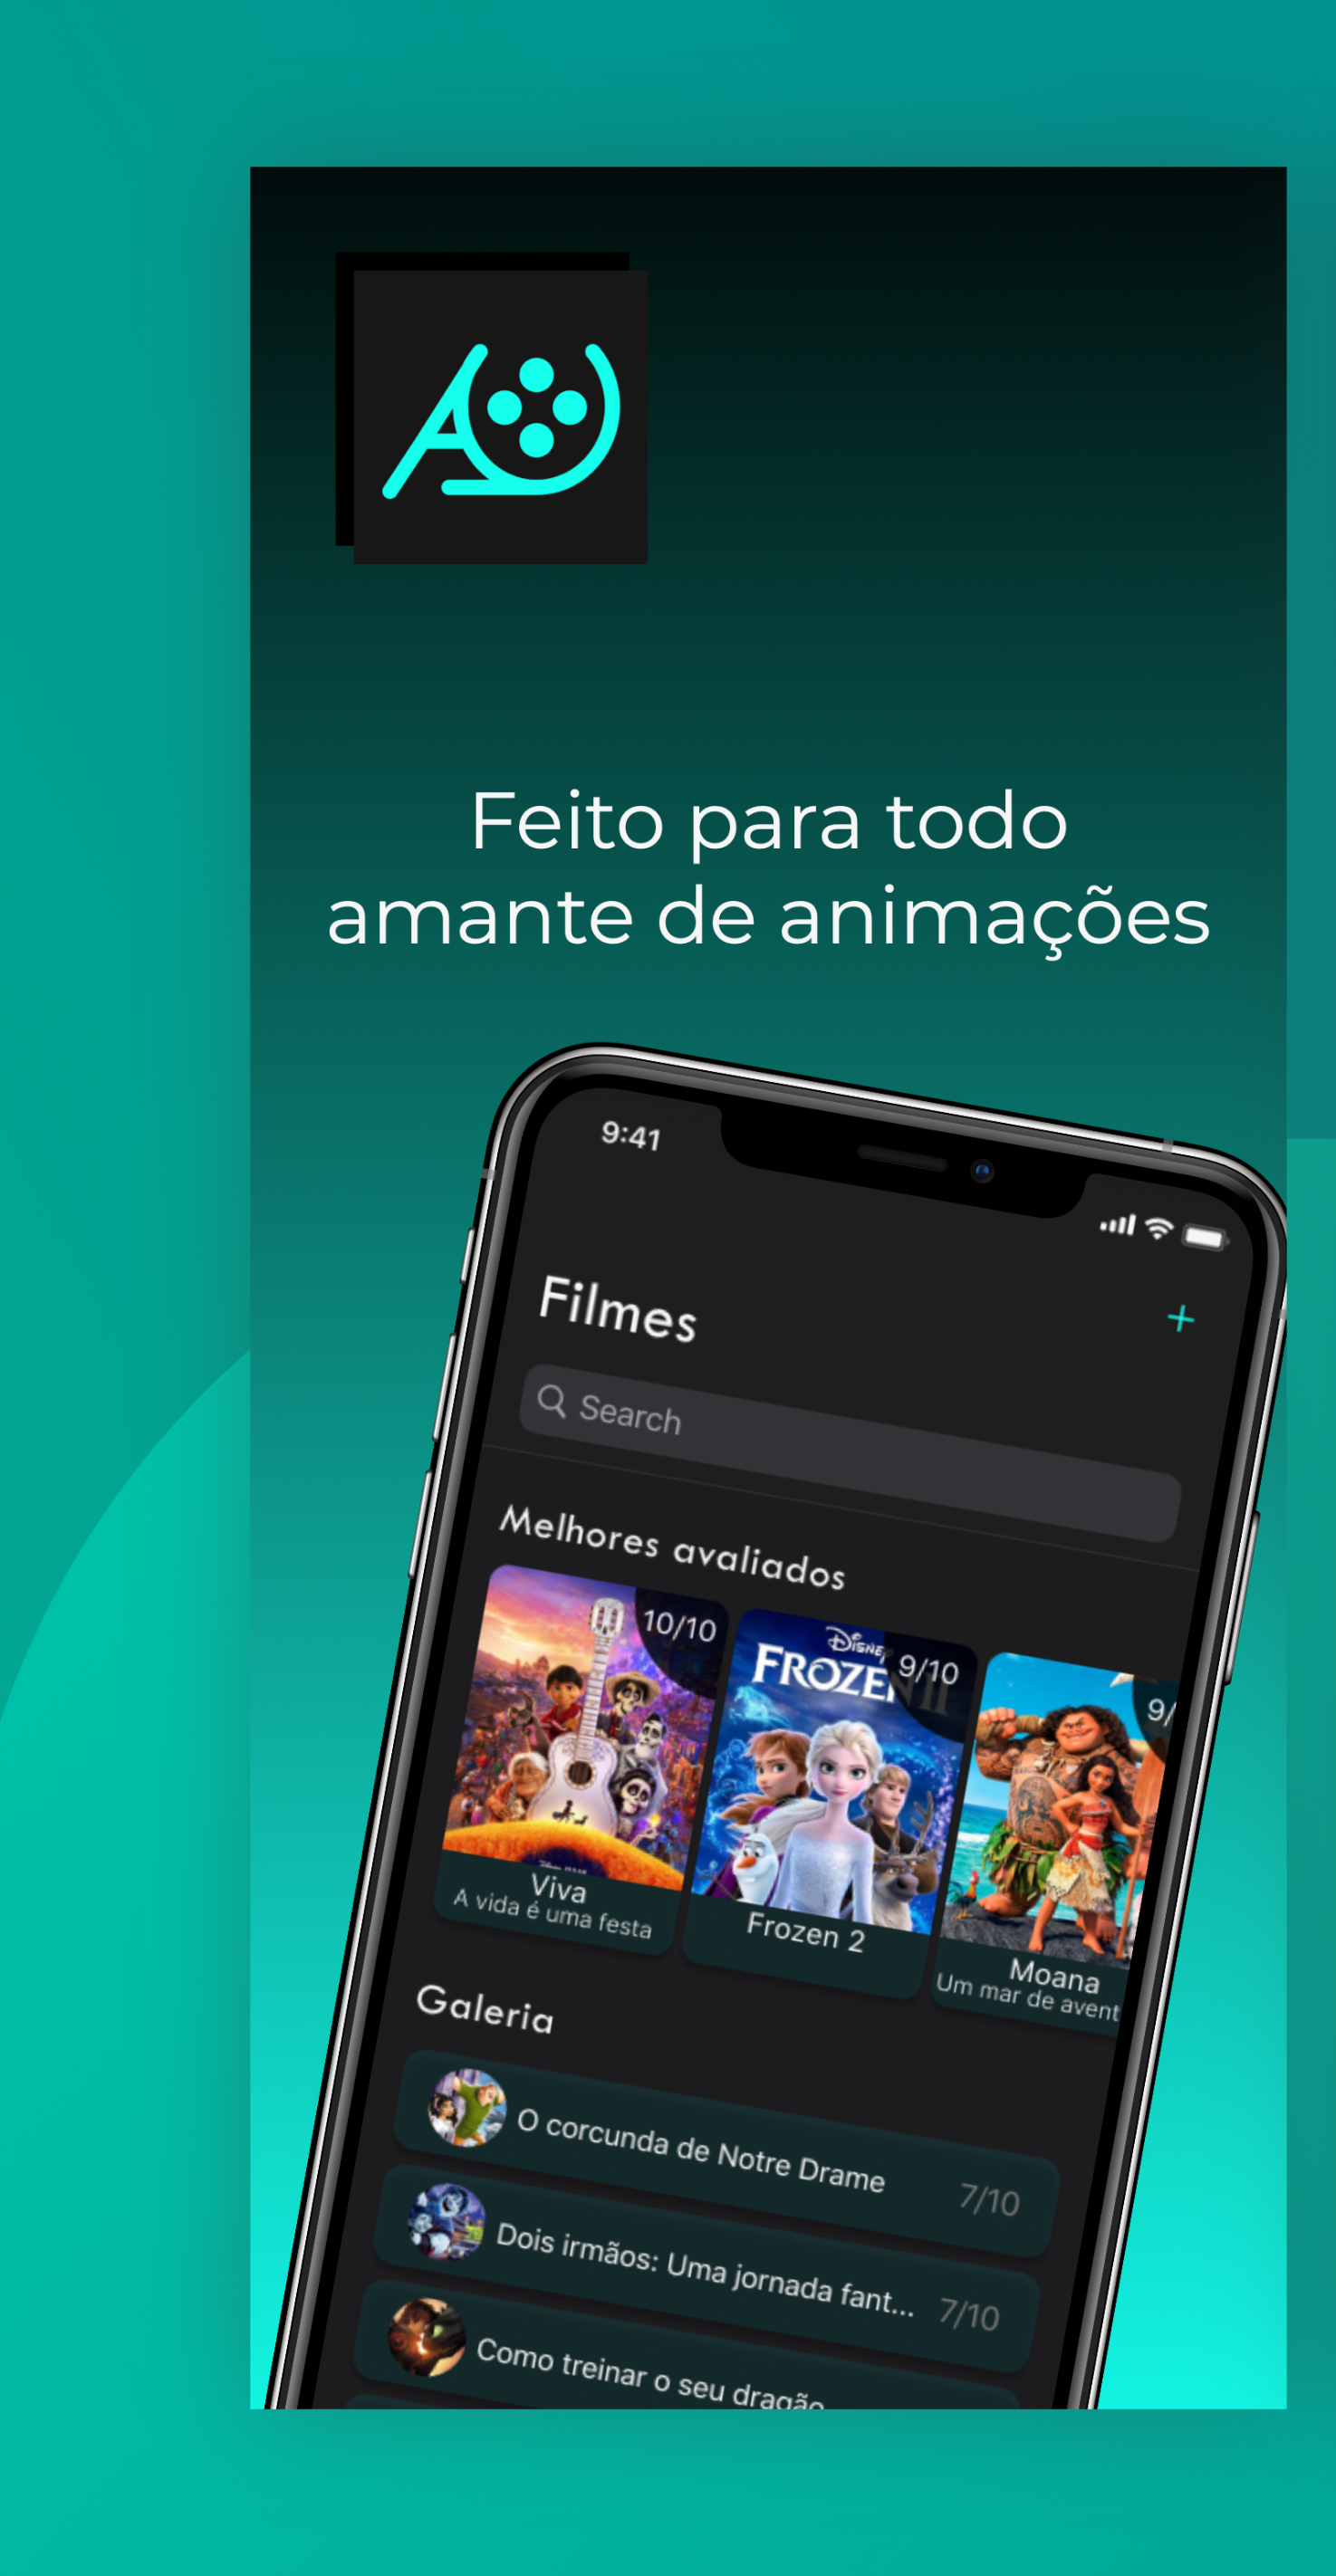 Feito para todo
amante de animações
9:41
Filmes
+
Search
Melhores avaliados
10/10
DISNEY
FROZEN II
9/10
9/
Viva
A vida é uma festa
Frozen 2
Moana
Um mar de avent
Galeria
O corcunda de Notre Drame
7/10
Dois irmãos: Uma jornada fant...
7/10
Como treinar o seu dragão